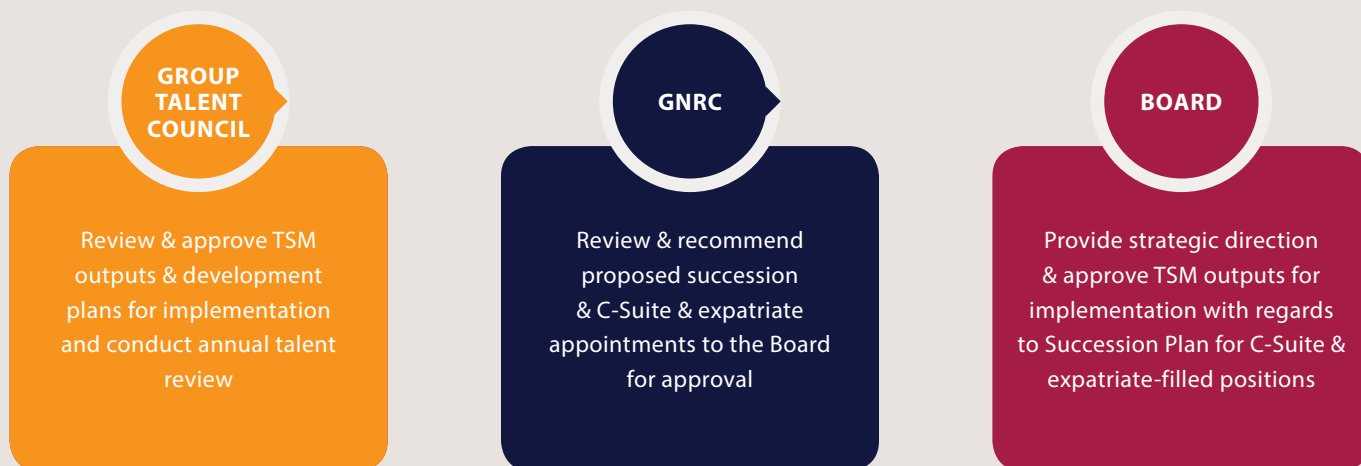 GROUP
TALENT
COUNCIL
Review & approve TSM
outputs & development
plans for implementation
and conduct annual talent
review
GNRC
Review & recommend
proposed succession
& C-Suite & expatriate
appointments to the Board
for approval
BOARD
Provide strategic direction
& approve TSM outputs for
implementation with regards
to Succession Plan for C-Suite &
expatriate-filled positions